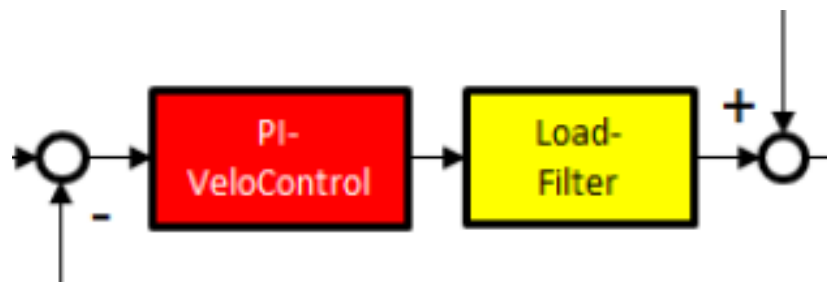 PI-
VeloControl
Load-
Filter
+
-